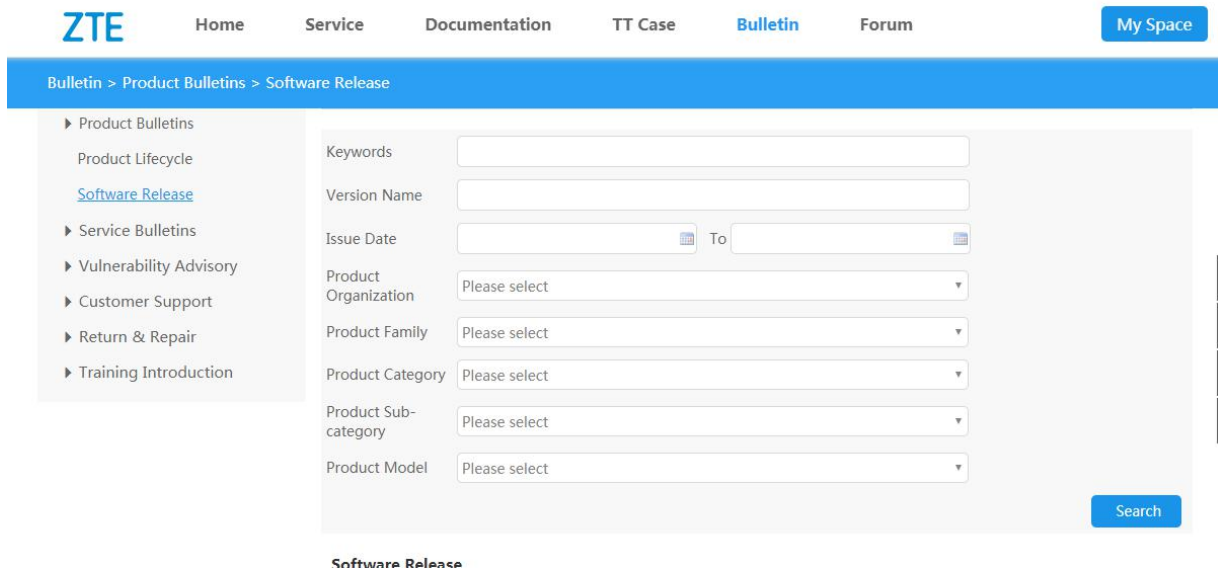 ZTE Home Service Documentation TT Case Bulletin Forum My Space
Bulletin > Product Bulletins > Software Release
Product Bulletins
Product Lifecycle
Software Release
Service Bulletins
Vulnerability Advisory
Customer Support
Return & Repair
Training Introduction
Keywords
Version Name
Issue Date To
Product
Organization
Please select
Product Family Please select
Product Category Please select
Product Sub-
category
Please select
Product Model Please select
Search
Software Release